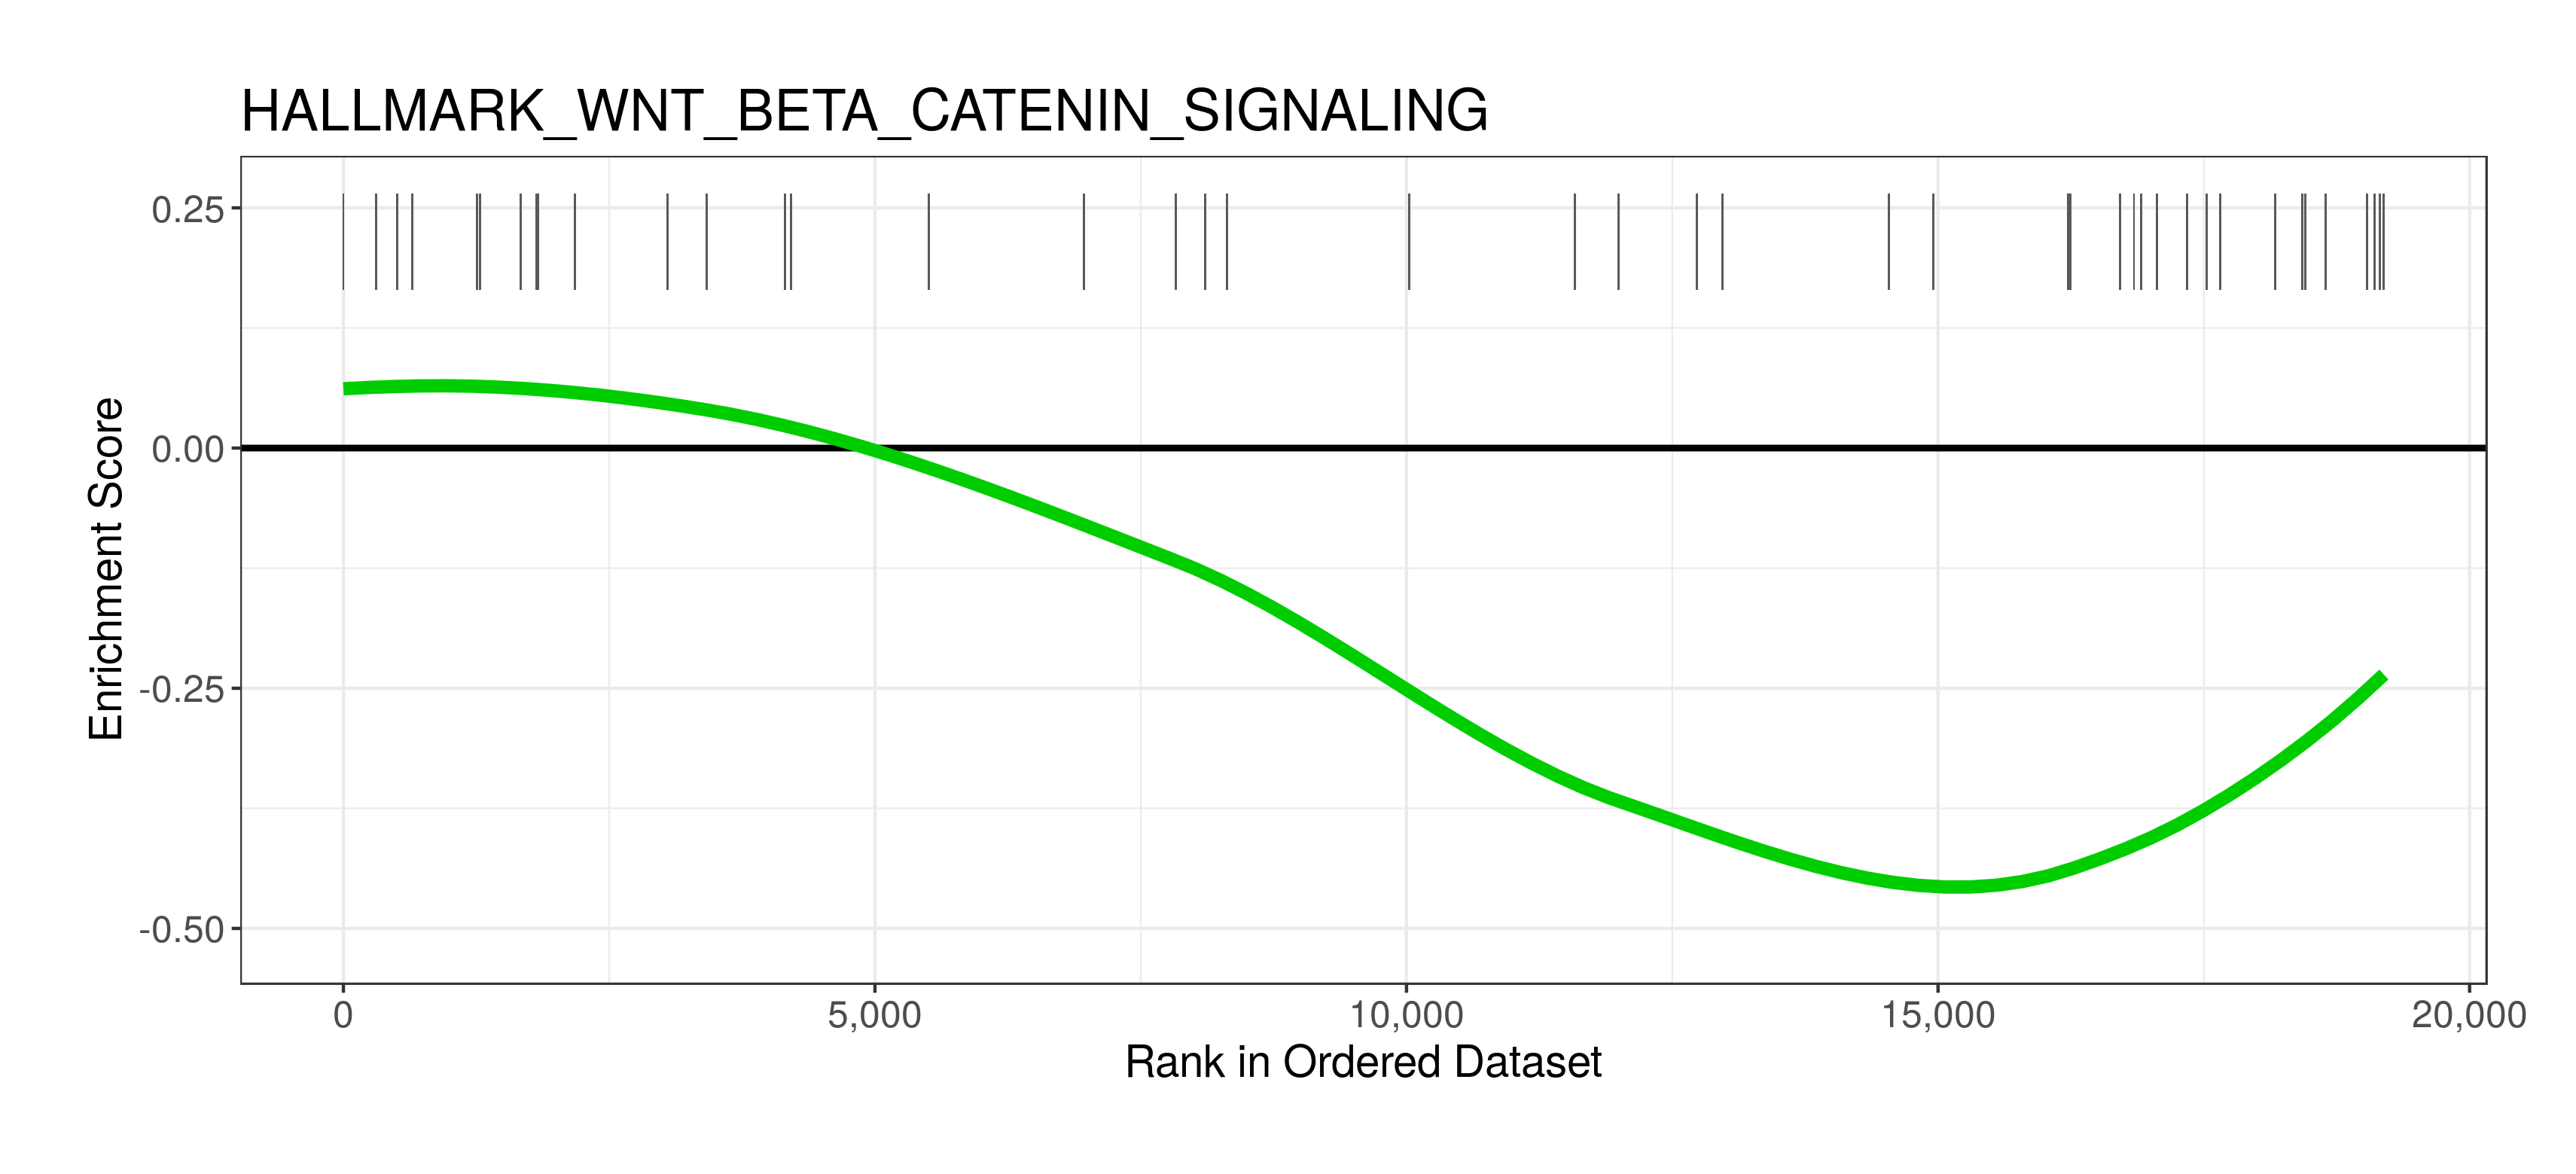 HALLMARK_WNT_BETA_CATENIN_SIGNALING
0.25
0.00
-0.25
-0.50
Enrichment Score
0 5,000 10,000 15,000 20,000
Rank in Ordered Dataset